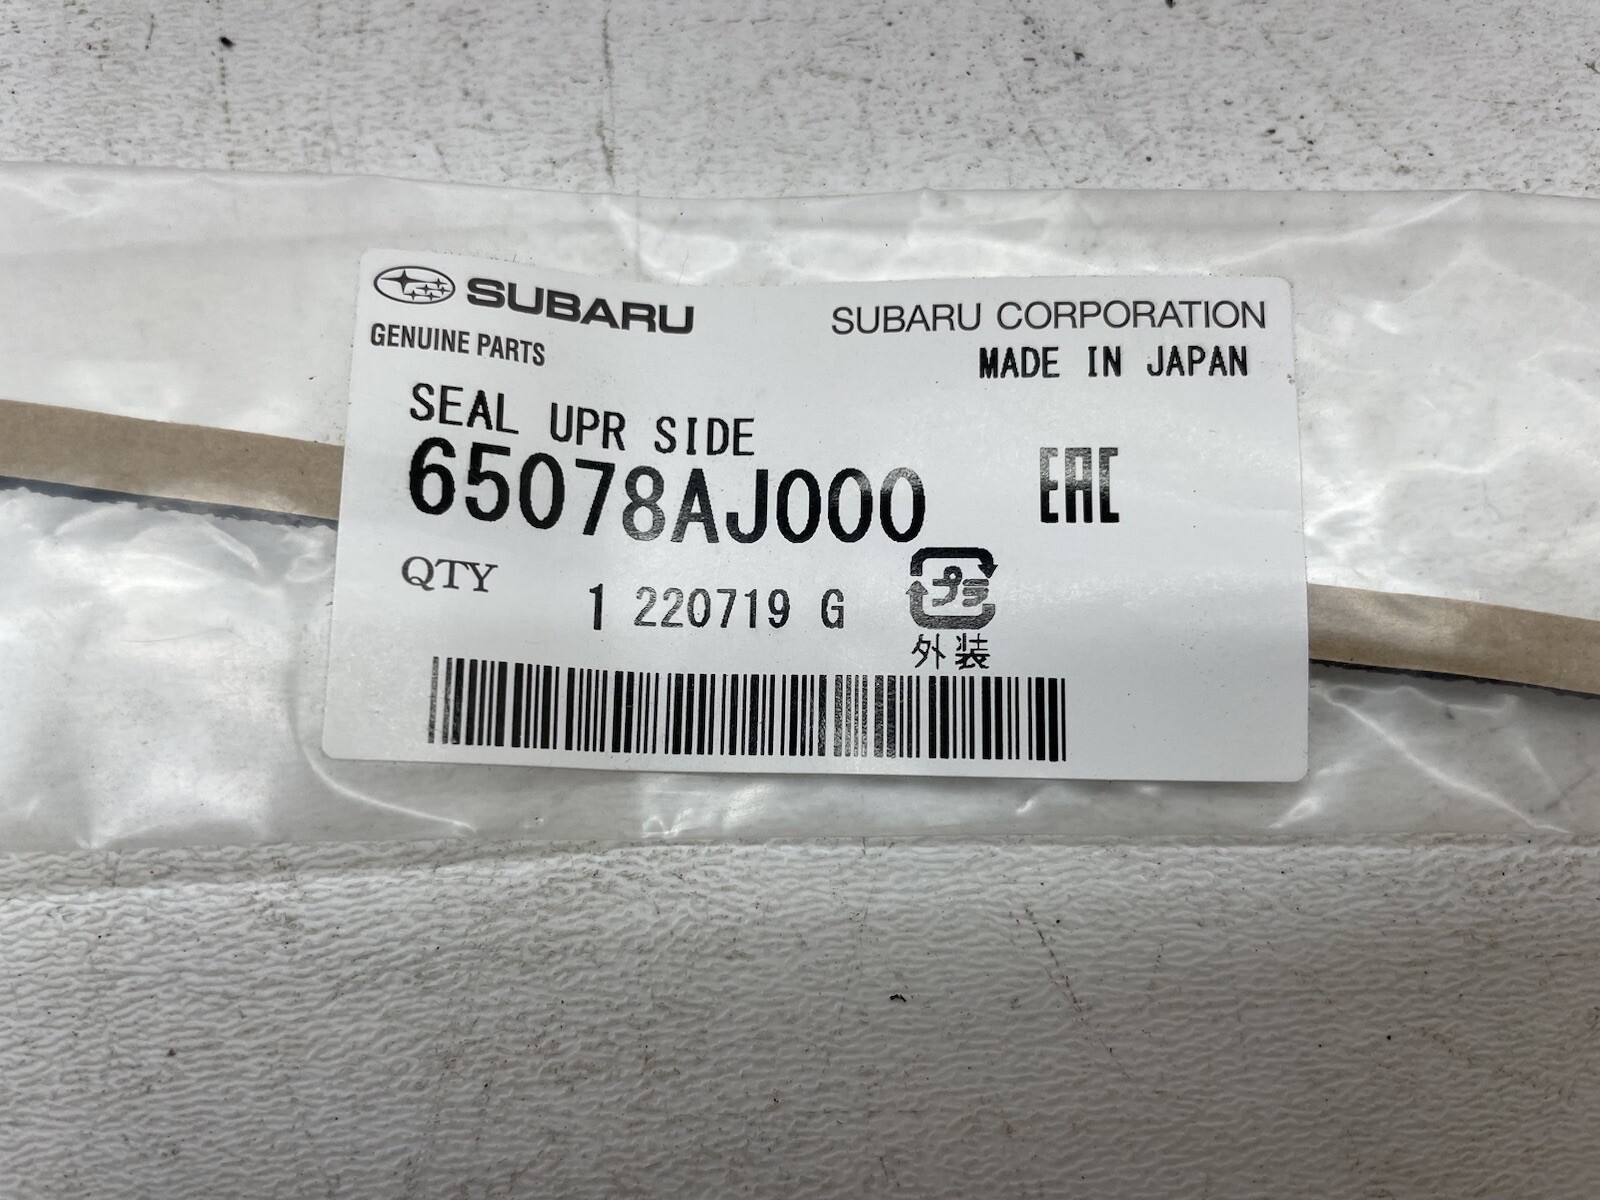 SUBARU
GENUINE PARTS
SUBARU CORPORATION
MADE IN JAPAN
SEAL UPR SIDE
65078AJ000
EAC
QTY
1 220719 G
プラ
外装